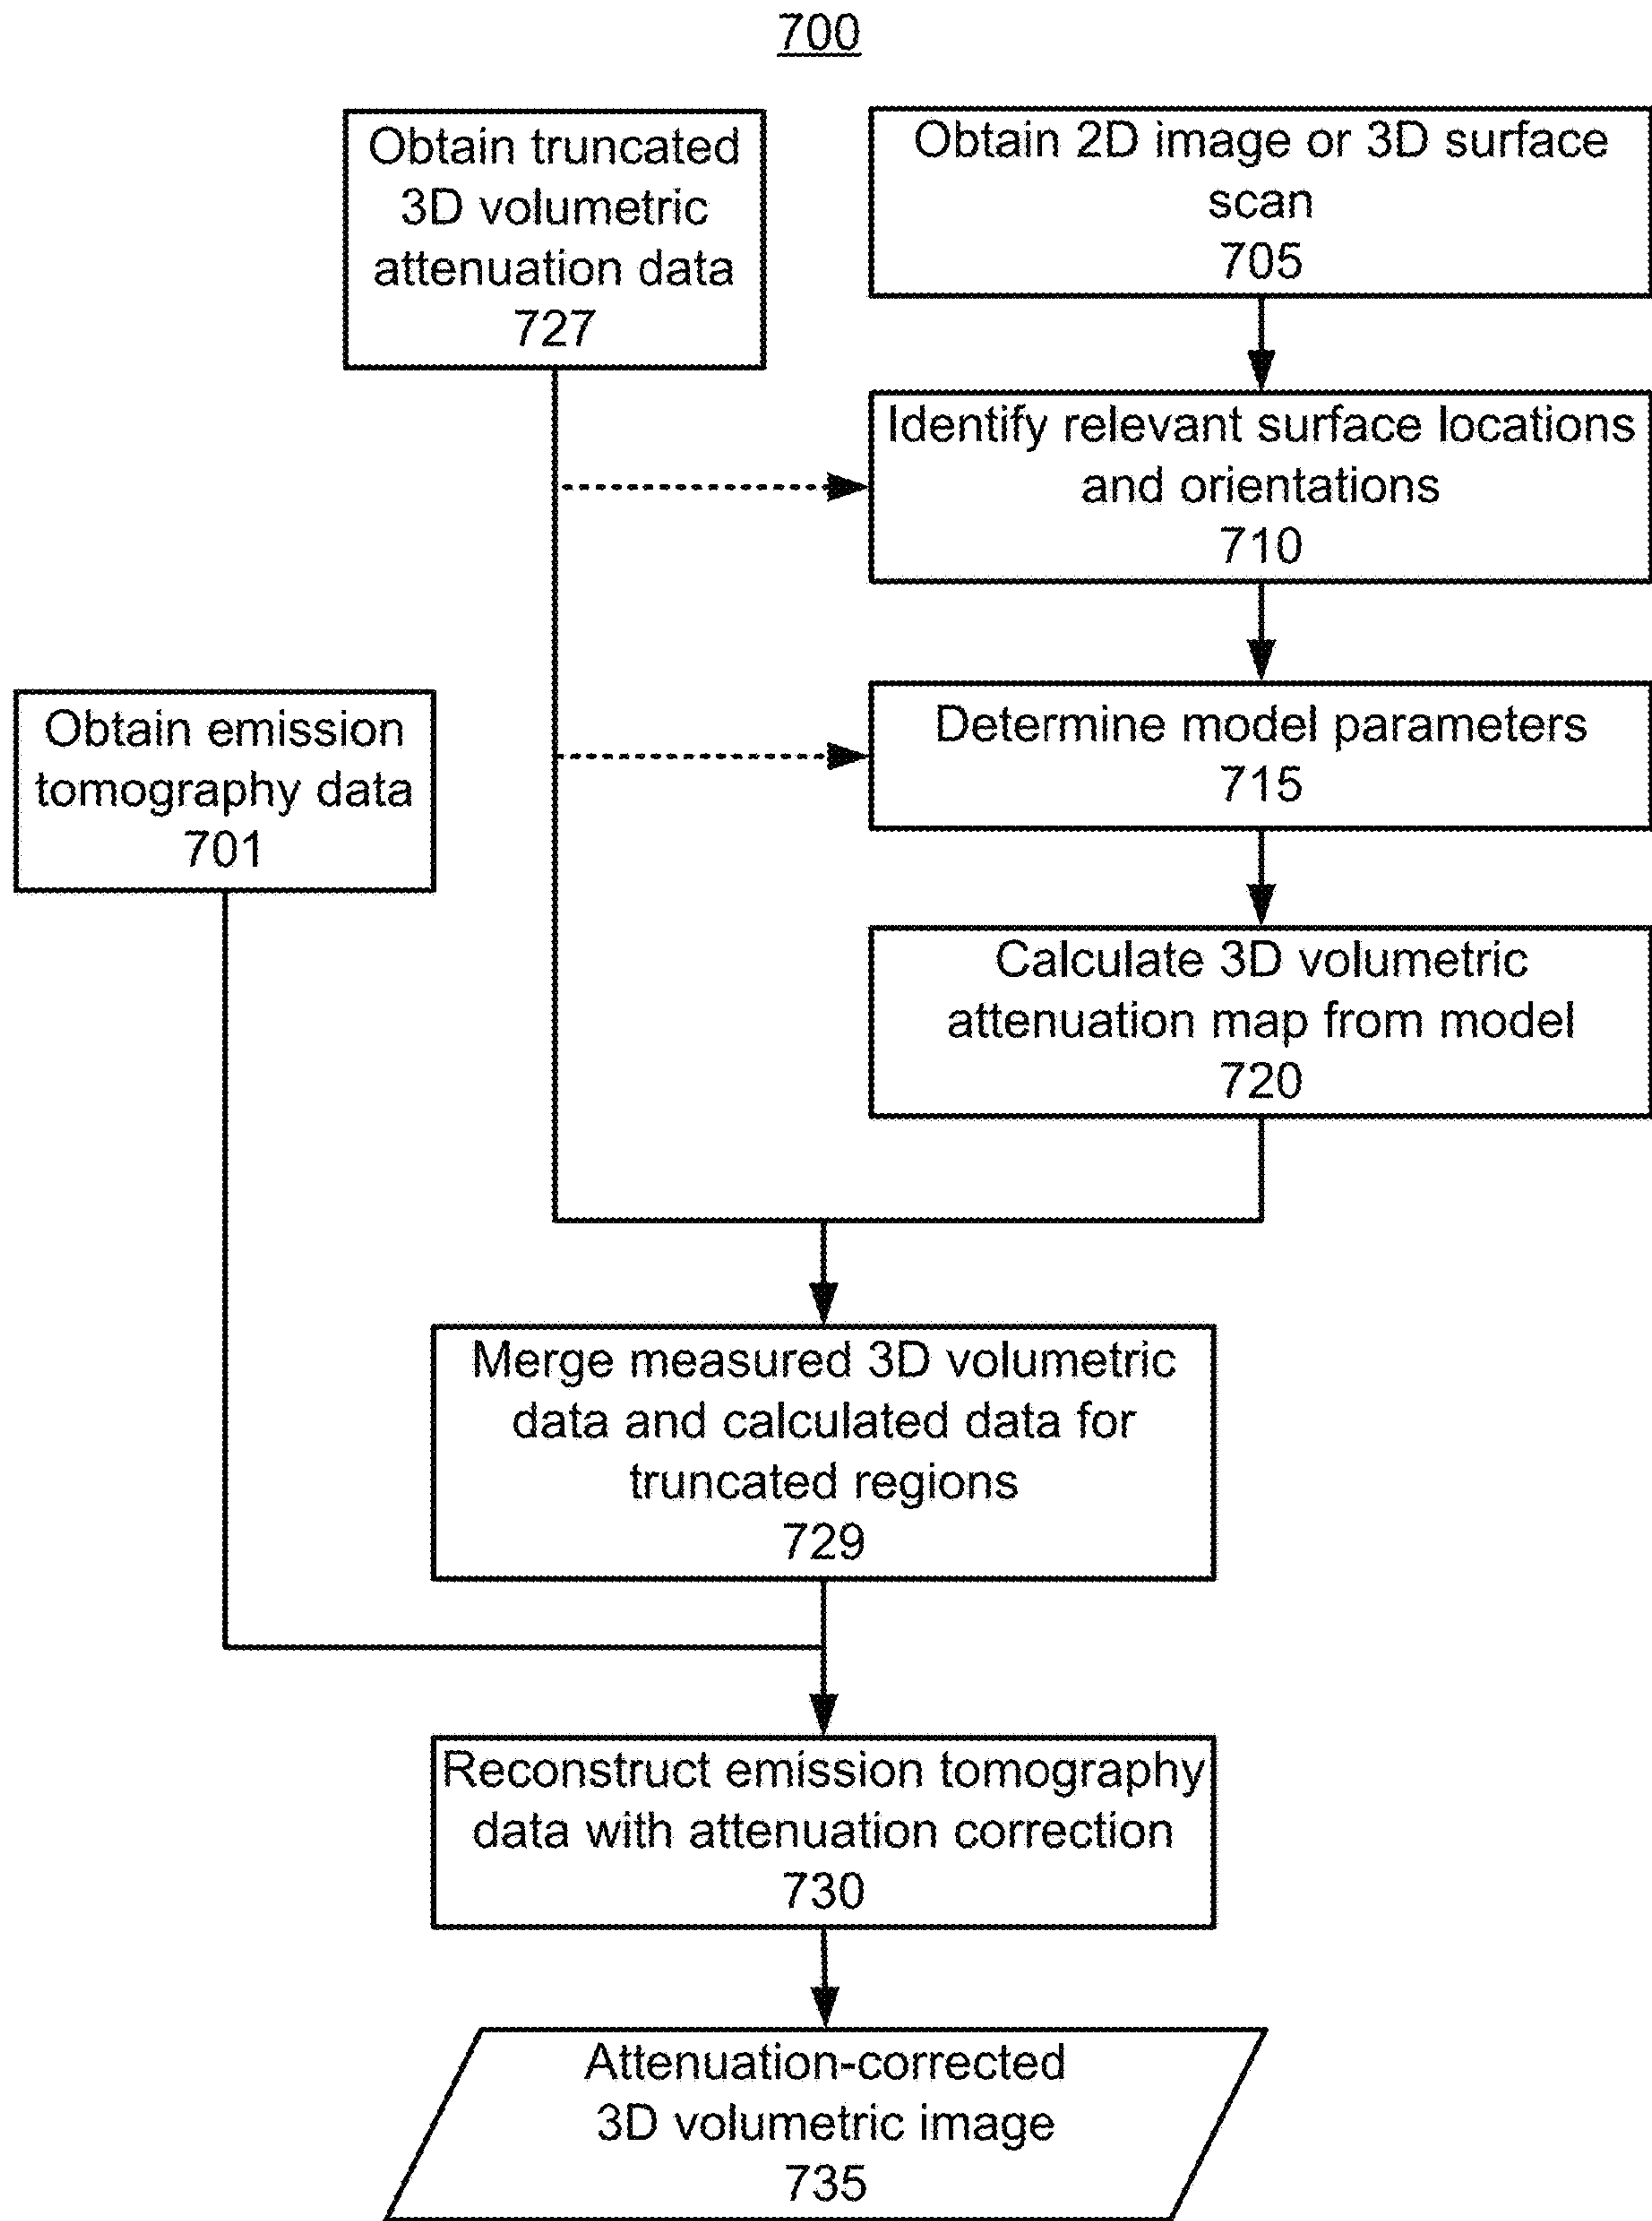 700
Obtain truncated
3D volumetric
attenuation data
727
Obtain 2D image or 3D surface
scan
705
Identify relevant surface locations
and orientations
710
Obtain emission
tomography data
701
Determine model parameters
715
Calculate 3D volumetric
attenuation map from model
720
Merge measured 3D volumetric
data and calculated data for
truncated regions
729
Reconstruct emission tomography
data with attenuation correction
730
Attenuation-corrected
3D volumetric image
735